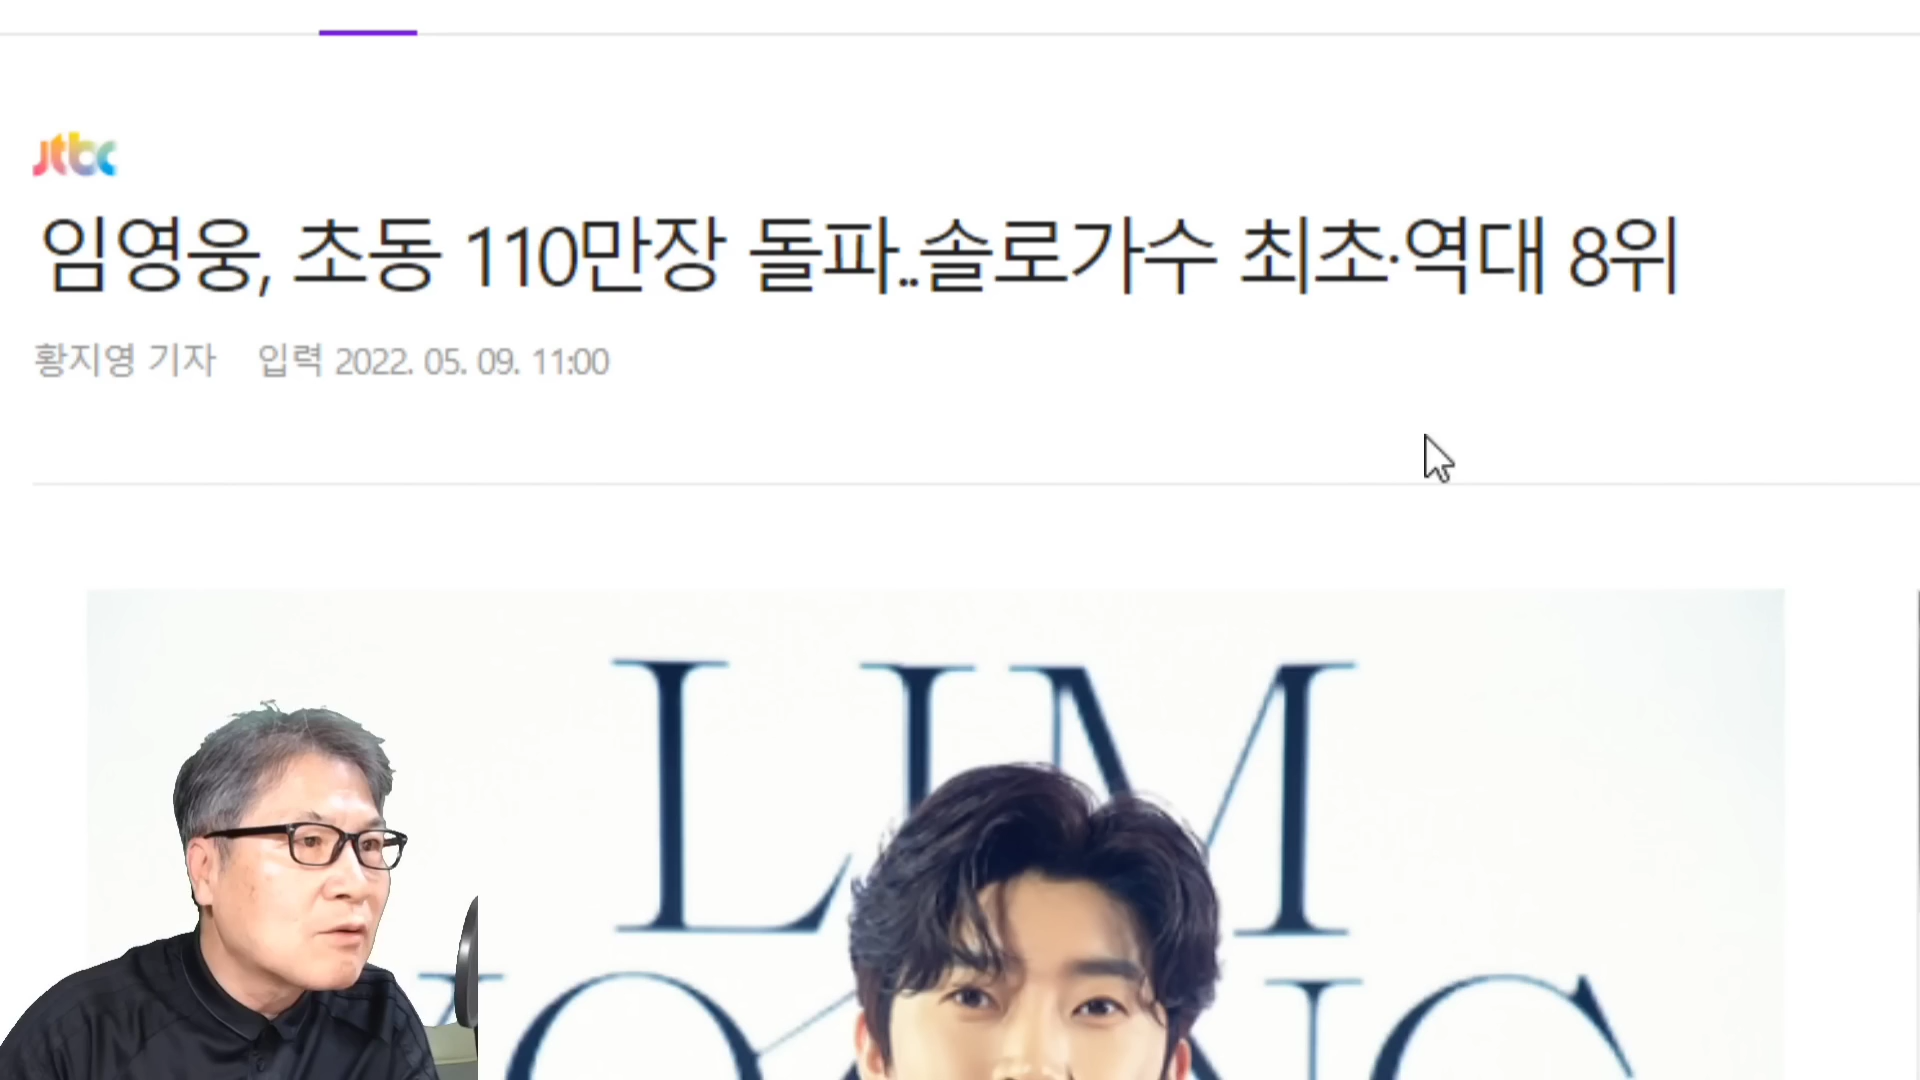 jtbc
임영웅, 초동 110만장 돌파..솔로가수 최초·역대 8위
황지영 기자 입력 2022. 05. 09. 11:00
LIM